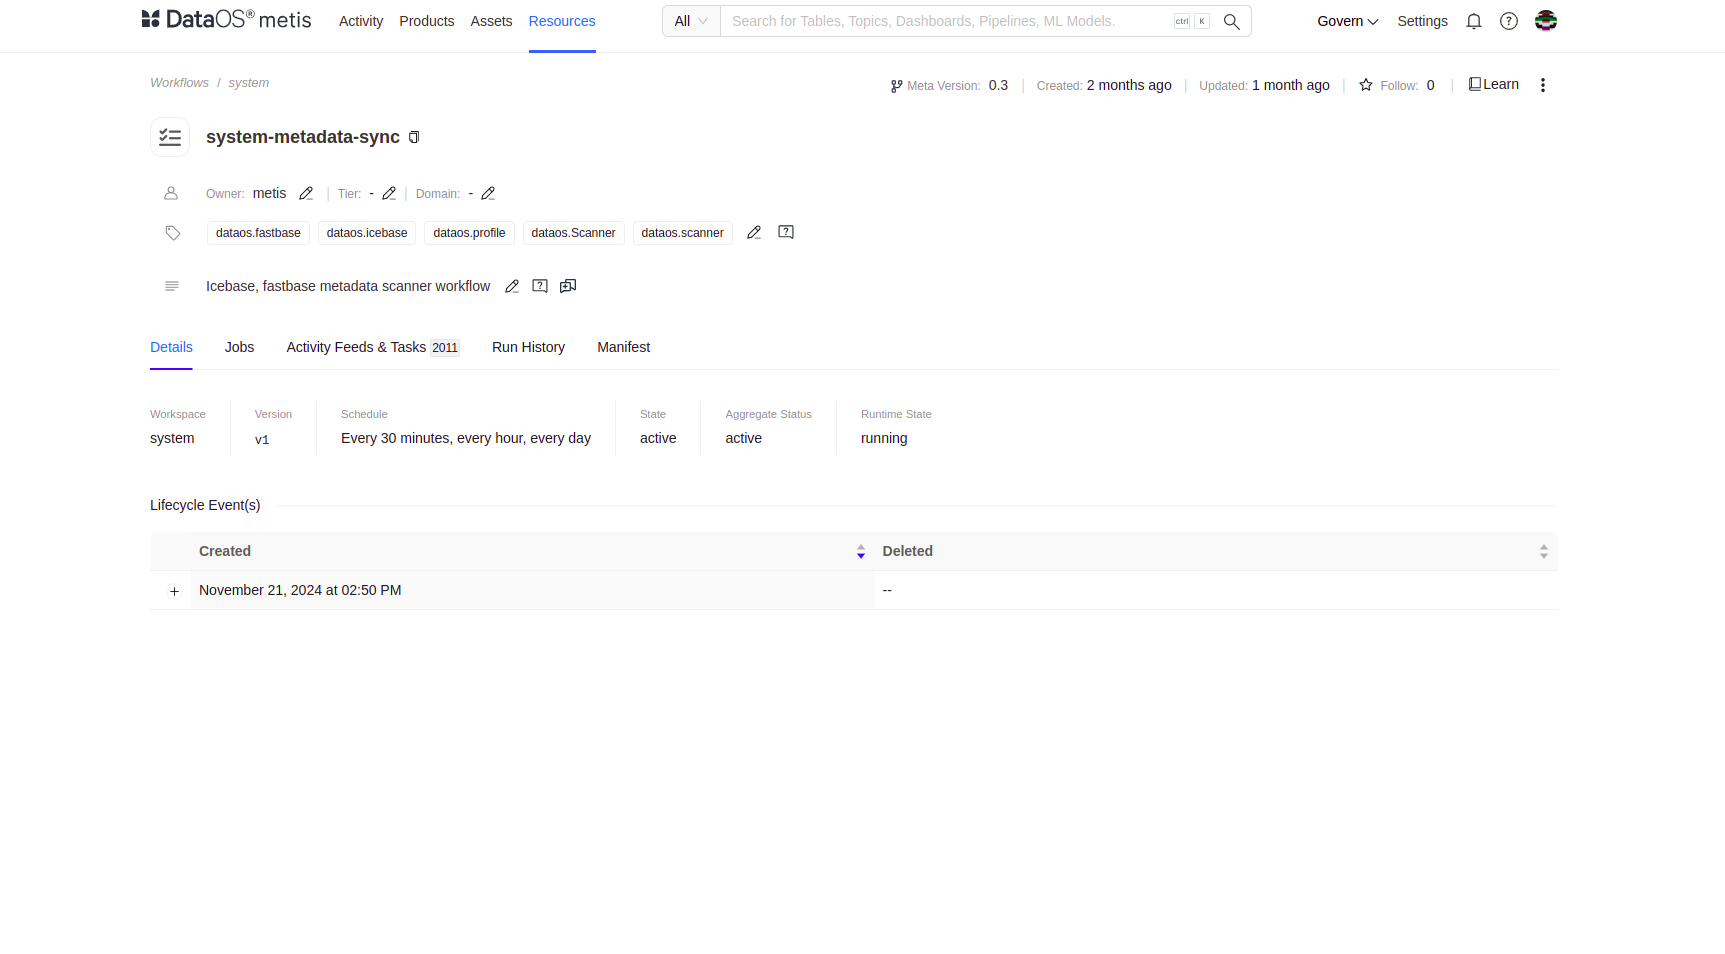 DataOS® metis Activity Products Assets Resources All Search for Tables, Topics, Dashboards, Pipelines, ML Models. ctrl K Govern Settings
Workflows / system
Meta Version: 0.3 Created: 2 months ago Updated: 1 month ago Follow: 0 Learn
system-metadata-sync
Owner: metis Tier: - Domain: -
dataos.fastbase dataos.icebase dataos.profile dataos.Scanner dataos.scanner
Icebase, fastbase metadata scanner workflow
Details Jobs Activity Feeds & Tasks 2011 Run History Manifest
Workspace Version Schedule State Aggregate Status Runtime State
system v1 Every 30 minutes, every hour, every day active active running
Lifecycle Event(s)
Created Deleted
November 21, 2024 at 02:50 PM --